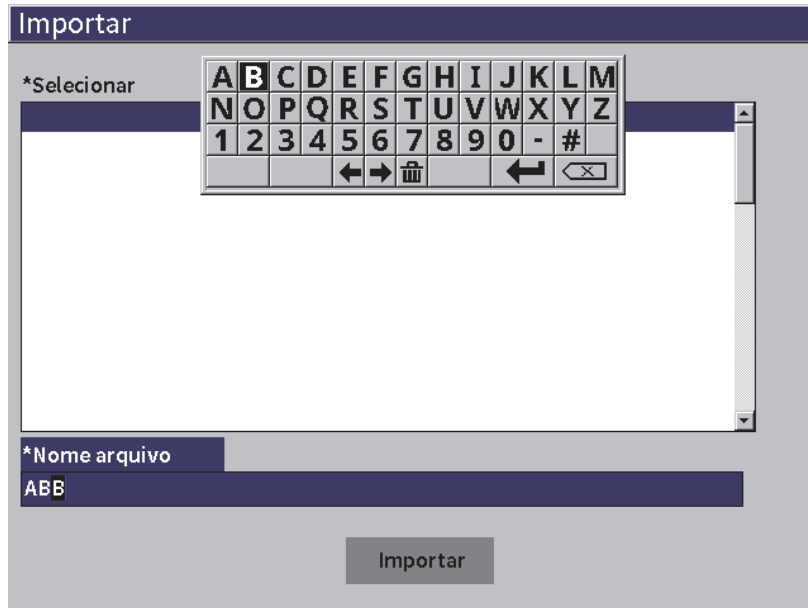 Importar
*Selecionar
A B C D E F G H I J K L M
N O P Q R S T U V W X Y Z
1 2 3 4 5 6 7 8 9 0 - #
*Nome arquivo
ABB
Importar